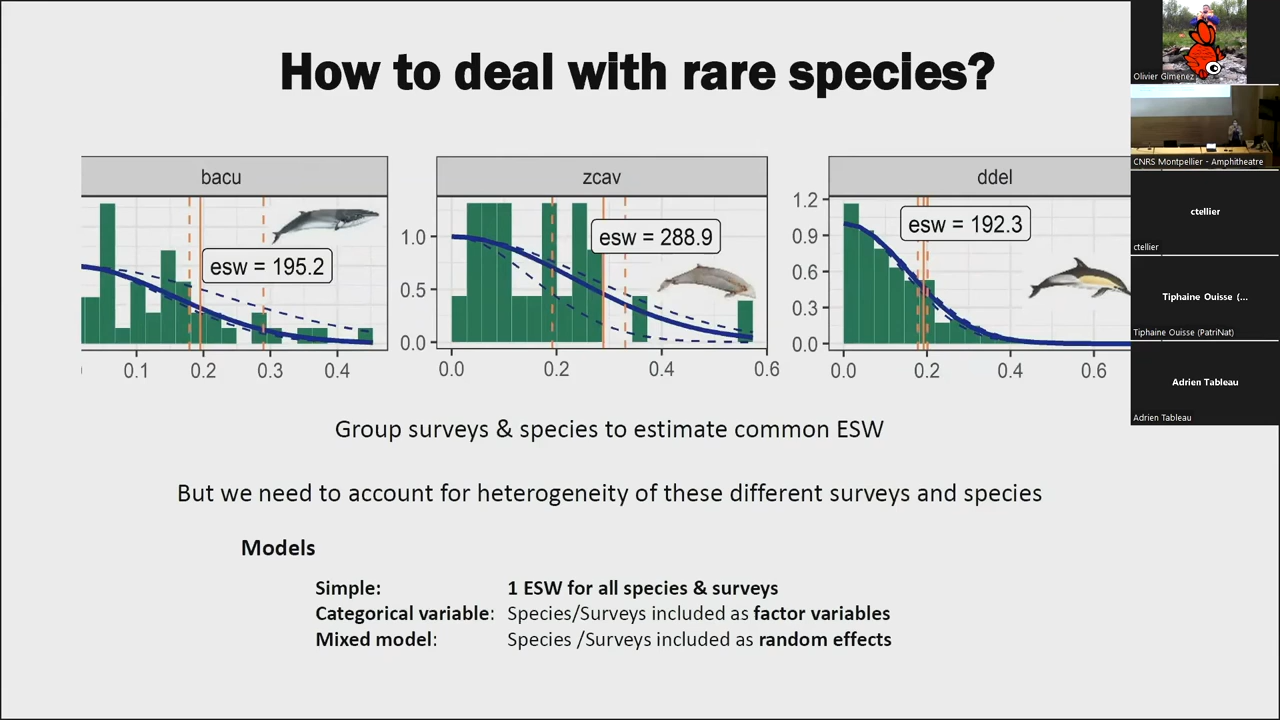 How to deal with rare species?
bacu
esw = 195.2
0.1 0.2 0.3 0.4
zcav
esw = 288.9
1.0
0.5
0.0
0.0 0.2 0.4 0.6
ddel
esw = 192.3
1.2
0.9
0.6
0.3
0.0
0.0 0.2 0.4 0.6
Group surveys & species to estimate common ESW
But we need to account for heterogeneity of these different surveys and species
Models
Simple: 1 ESW for all species & surveys
Categorical variable: Species/Surveys included as factor variables
Mixed model: Species /Surveys included as random effects
Olivier Gimenez
CNRS Montpellier - Amphitheatre
ctellier
ctellier
Tiphaine Ouisse (...
Tiphaine Ouisse (PatriNat)
Adrien Tableau
Adrien Tableau